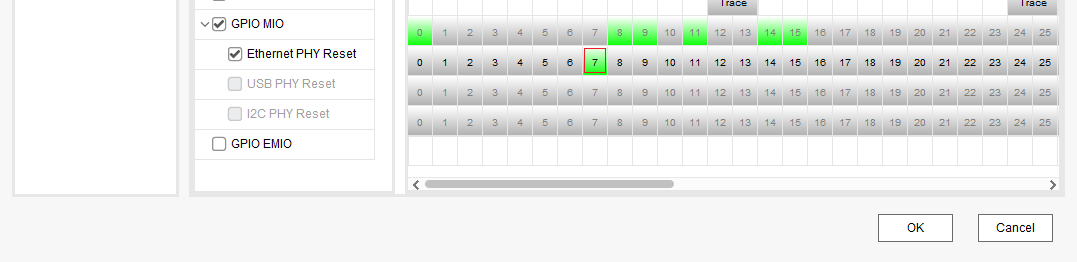 Trace Trace
GPIO MIO 0 1 2 3 4 5 6 7 8 9 10 11 12 13 14 15 16 17 18 19 20 21 22 23 24 25
Ethernet PHY Reset 0 1 2 3 4 5 6 7 8 9 10 11 12 13 14 15 16 17 18 19 20 21 22 23 24 25
USB PHY Reset 0 1 2 3 4 5 6 7 8 9 10 11 12 13 14 15 16 17 18 19 20 21 22 23 24 25
I2C PHY Reset 0 1 2 3 4 5 6 7 8 9 10 11 12 13 14 15 16 17 18 19 20 21 22 23 24 25
GPIO EMIO
OK Cancel